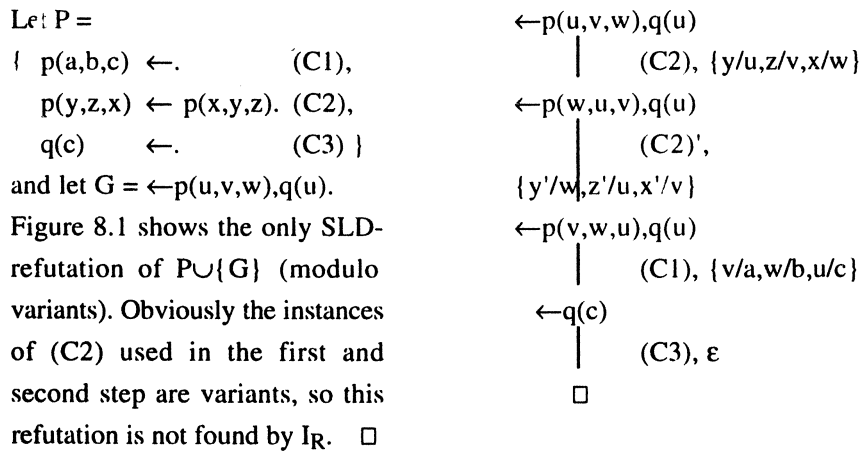 Let P =
{ p(a,b,c) ←. (C1),
p(y,z,x) ← p(x,y,z). (C2),
q(c) ←. (C3) }
and let G = ←p(u,v,w),q(u).
Figure 8.1 shows the only SLD-
refutation of P∪{G} (modulo
variants). Obviously the instances
of (C2) used in the first and
second step are variants, so this
refutation is not found by I_R. □
←p(u,v,w),q(u)
(C2), {y/u,z/v,x/w}
←p(w,u,v),q(u)
(C2)',
{y'/w,z'/u,x'/v}
←p(v,w,u),q(u)
(C1), {v/a,w/b,u/c}
←q(c)
(C3), ε
□